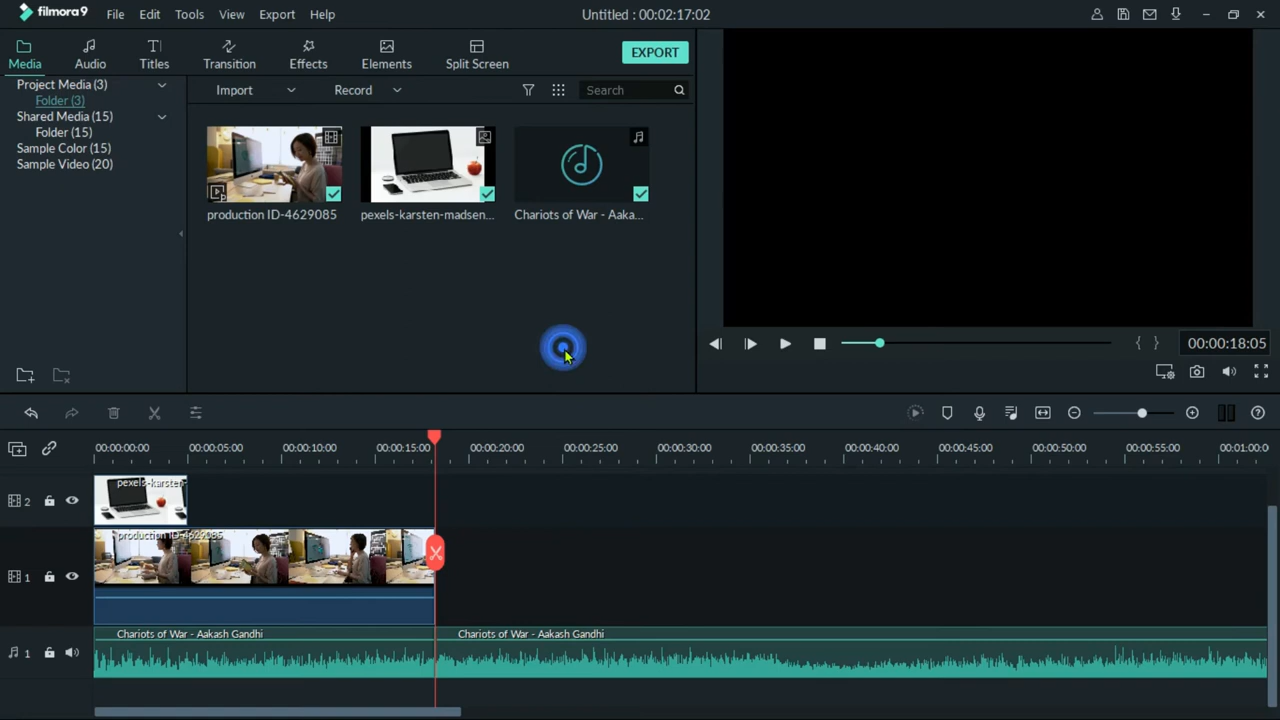 filmora9 File Edit Tools View Export Help Untitled : 00:02:17:02
Media Audio Titles Transition Effects Elements Split Screen EXPORT
Project Media (3)
Folder (3)
Shared Media (15)
Folder (15)
Sample Color (15)
Sample Video (20)
Import Record Search
production ID-4629085 pexels-karsten-madsen... Chariots of War - Aaka...
00:00:18:05
00:00:00:00 00:00:05:00 00:00:10:00 00:00:15:00 00:00:20:00 00:00:25:00 00:00:30:00 00:00:35:00 00:00:40:00 00:00:45:00 00:00:50:00 00:00:55:00 00:01:00:0
2 pexels-karsten-
production ID-4629085
1
Chariots of War - Aakash Gandhi Chariots of War - Aakash Gandhi
1